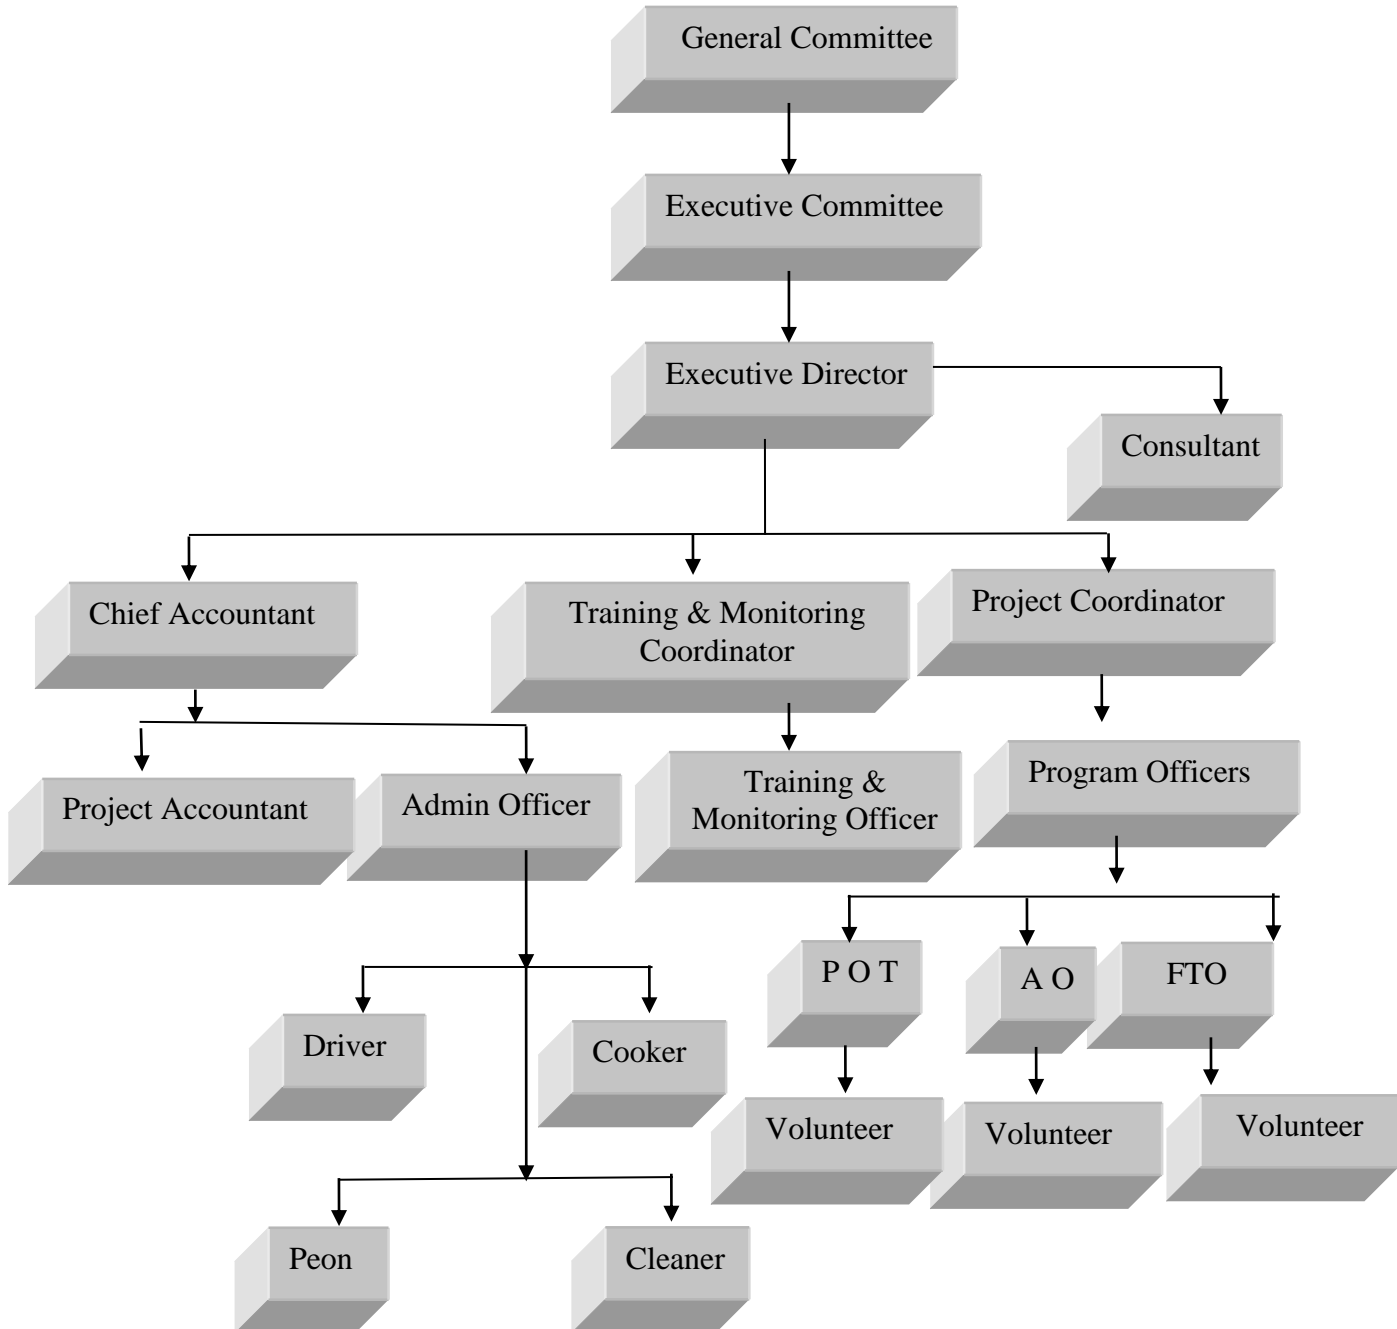 General Committee
Executive Committee
Executive Director
Consultant
Chief Accountant
Training & Monitoring
Coordinator
Project Coordinator
Project Accountant
Admin Officer
Training &
Monitoring Officer
Program Officers
P O T
A O
FTO
Driver
Cooker
Volunteer
Volunteer
Volunteer
Peon
Cleaner